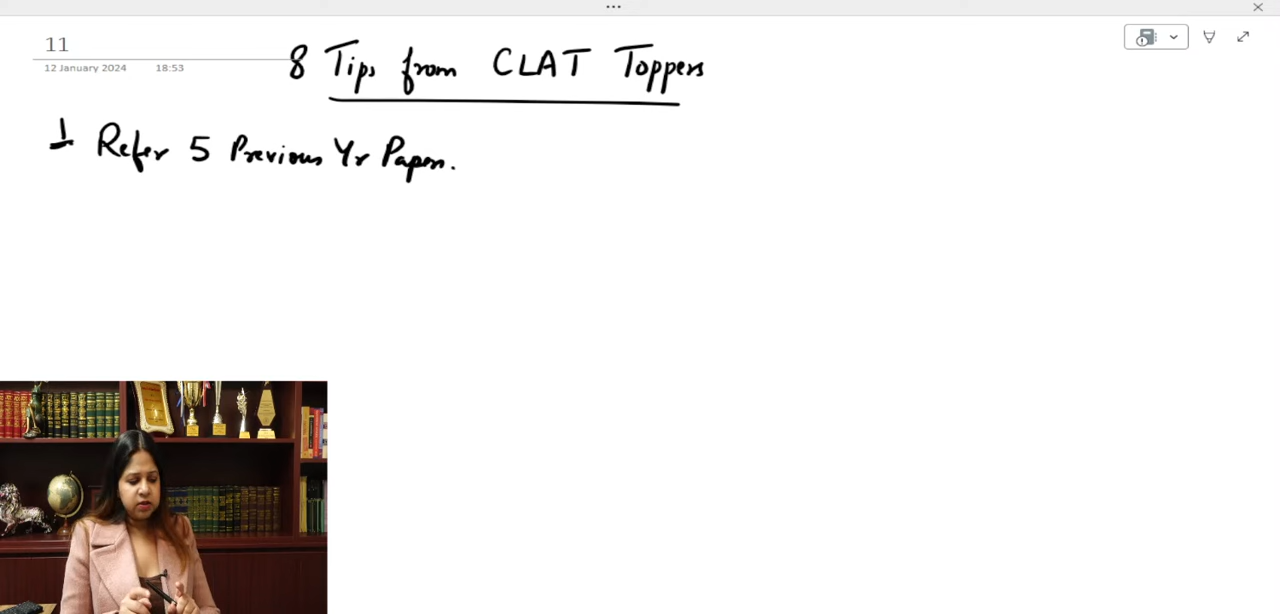 11
12 January 2024 18:53
8 Tips from CLAT Toppers
1 Refer 5 Previous Yr Papers.